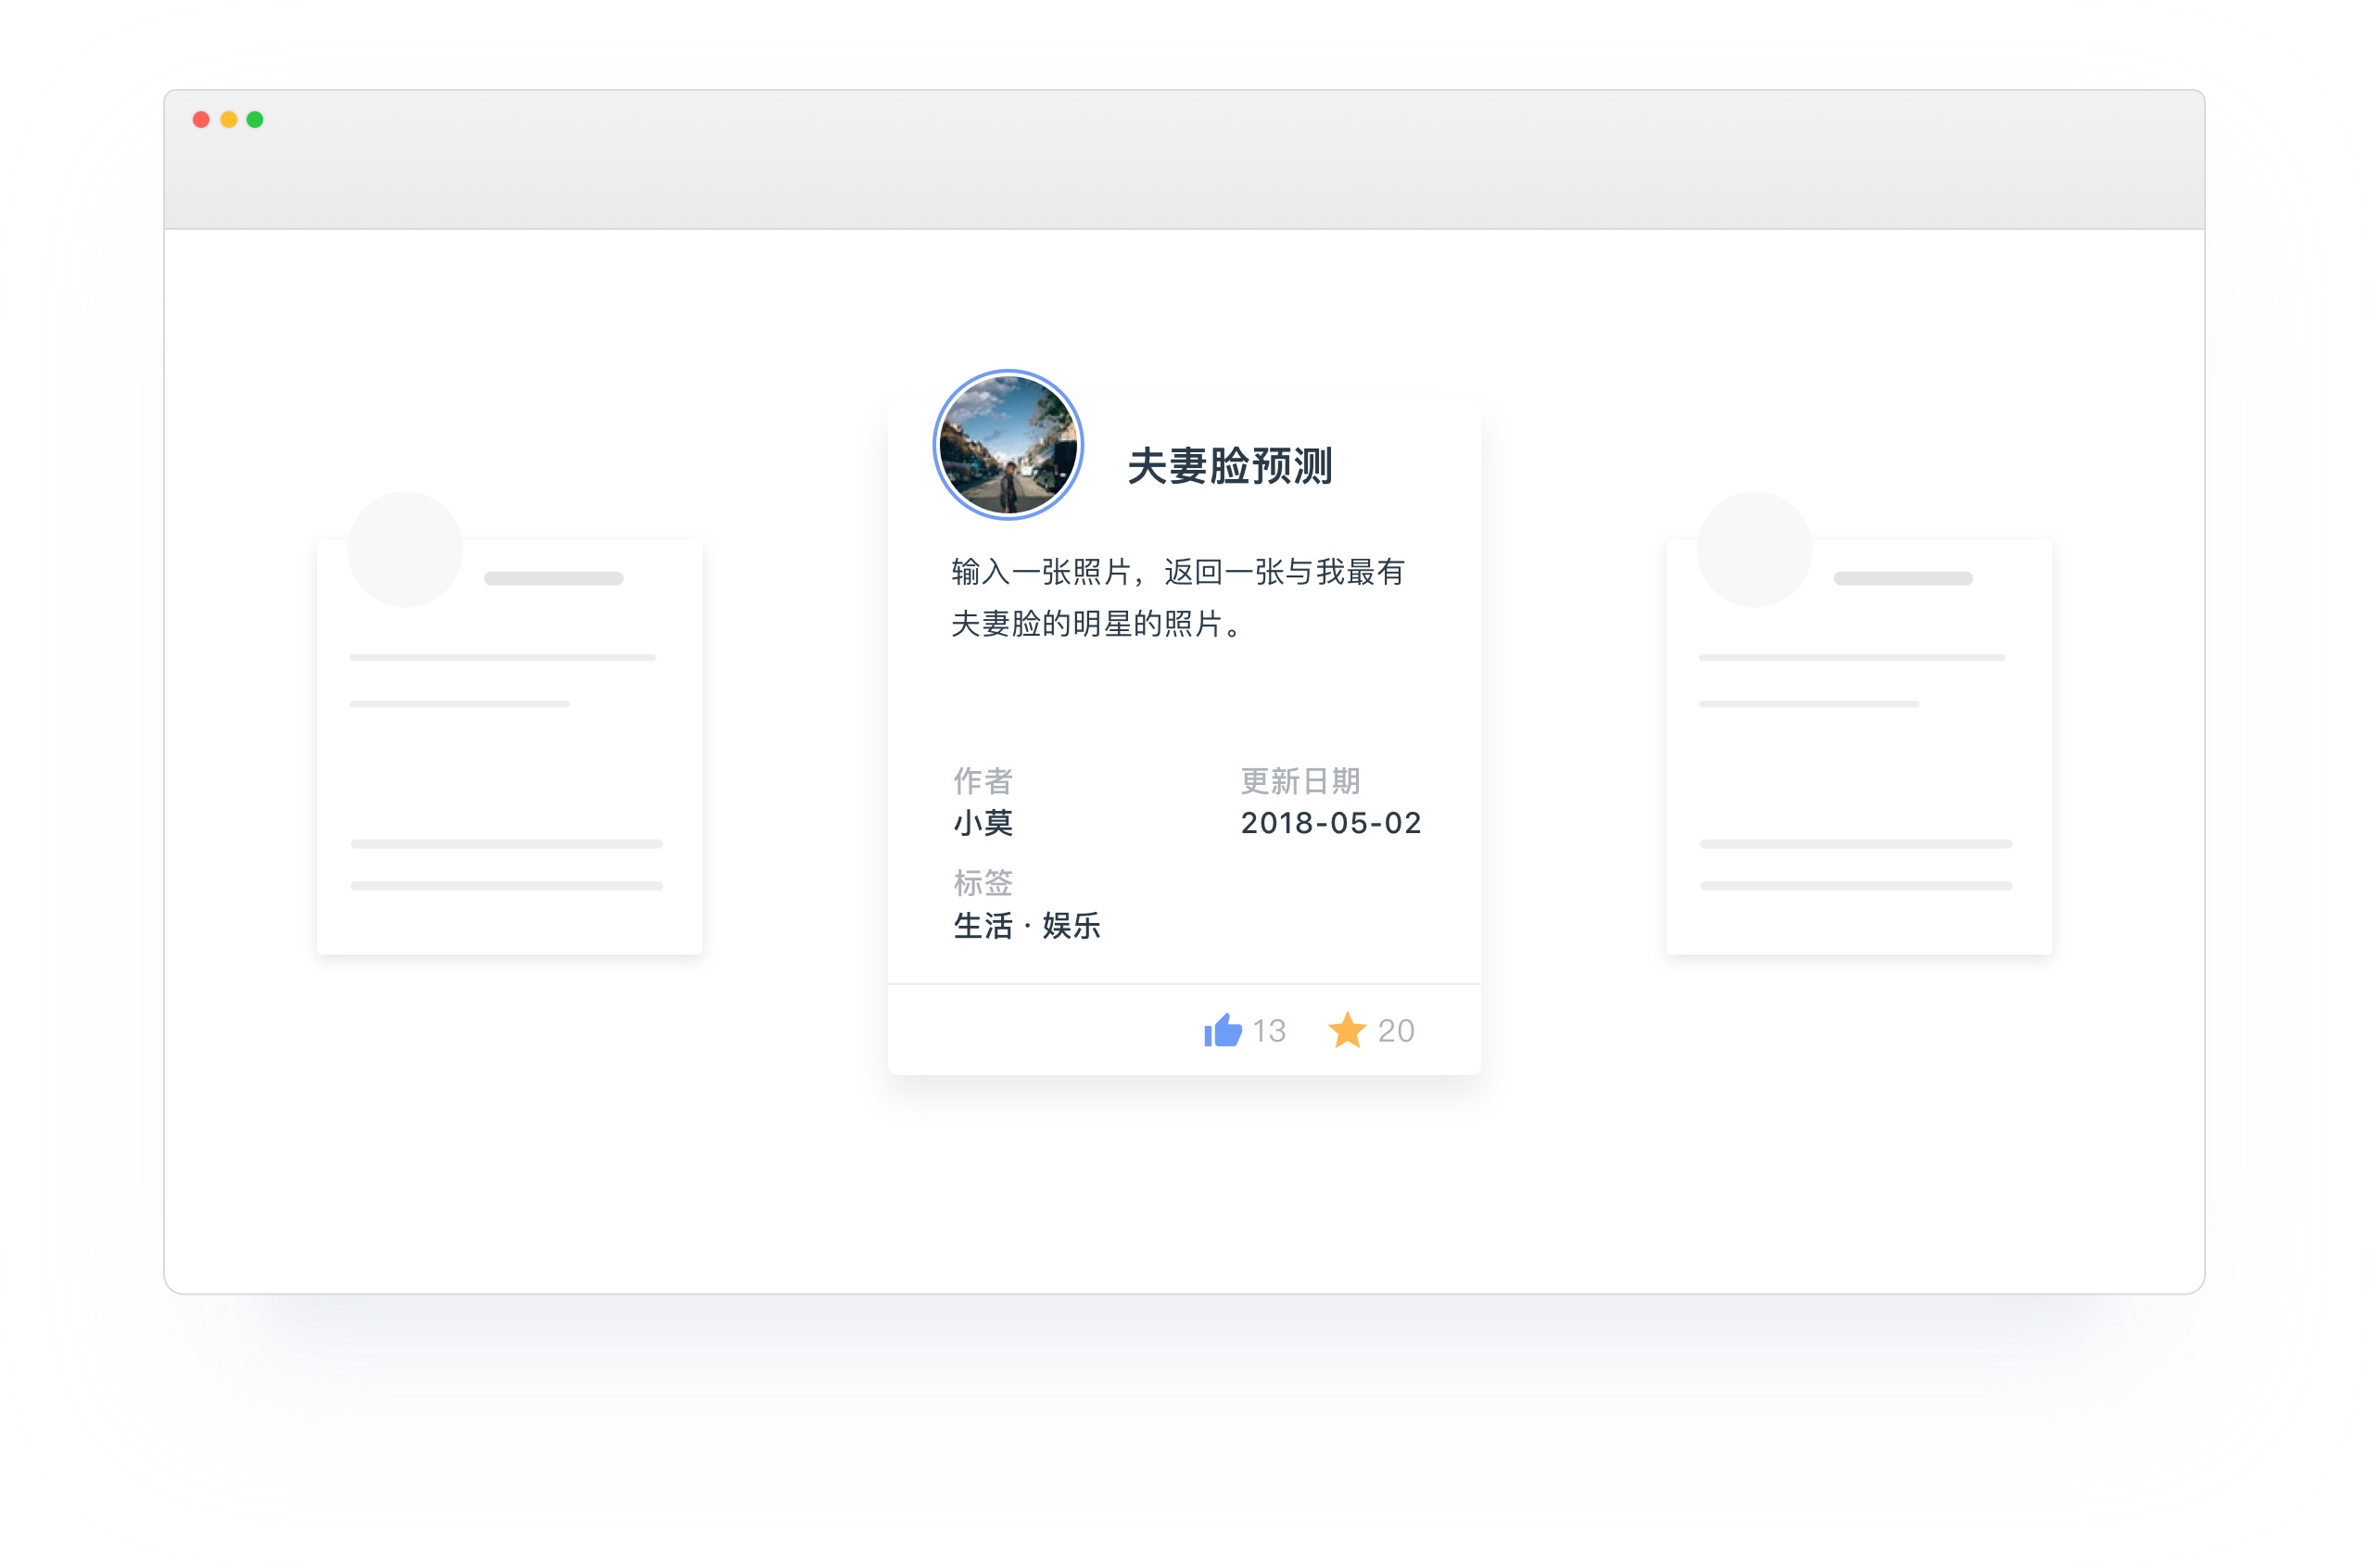 夫妻脸预测
输入一张照片，返回一张与我最有
夫妻脸的明星的照片。
作者
更新日期
小莫
2018-05-02
标签
生活 · 娱乐
13
20